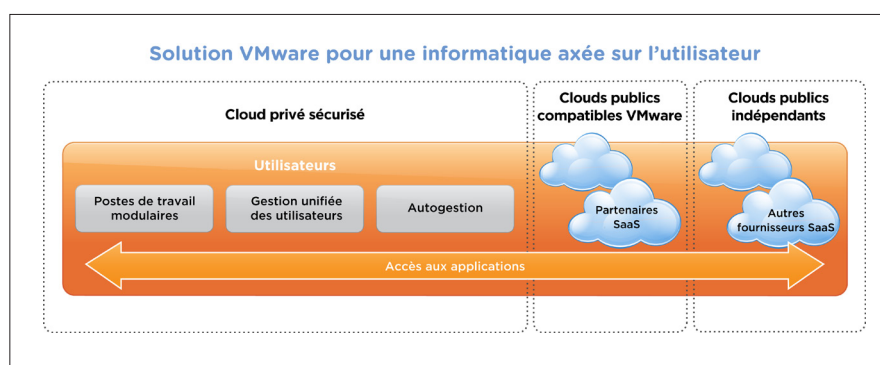 Solution VMware pour une informatique axée sur l’utilisateur
Cloud privé sécurisé
Clouds publics
compatibles VMware
Clouds publics
indépendants
Utilisateurs
Postes de travail
modulaires
Gestion unifiée
des utilisateurs
Autogestion
Partenaires
SaaS
Autres
fournisseurs SaaS
Accès aux applications